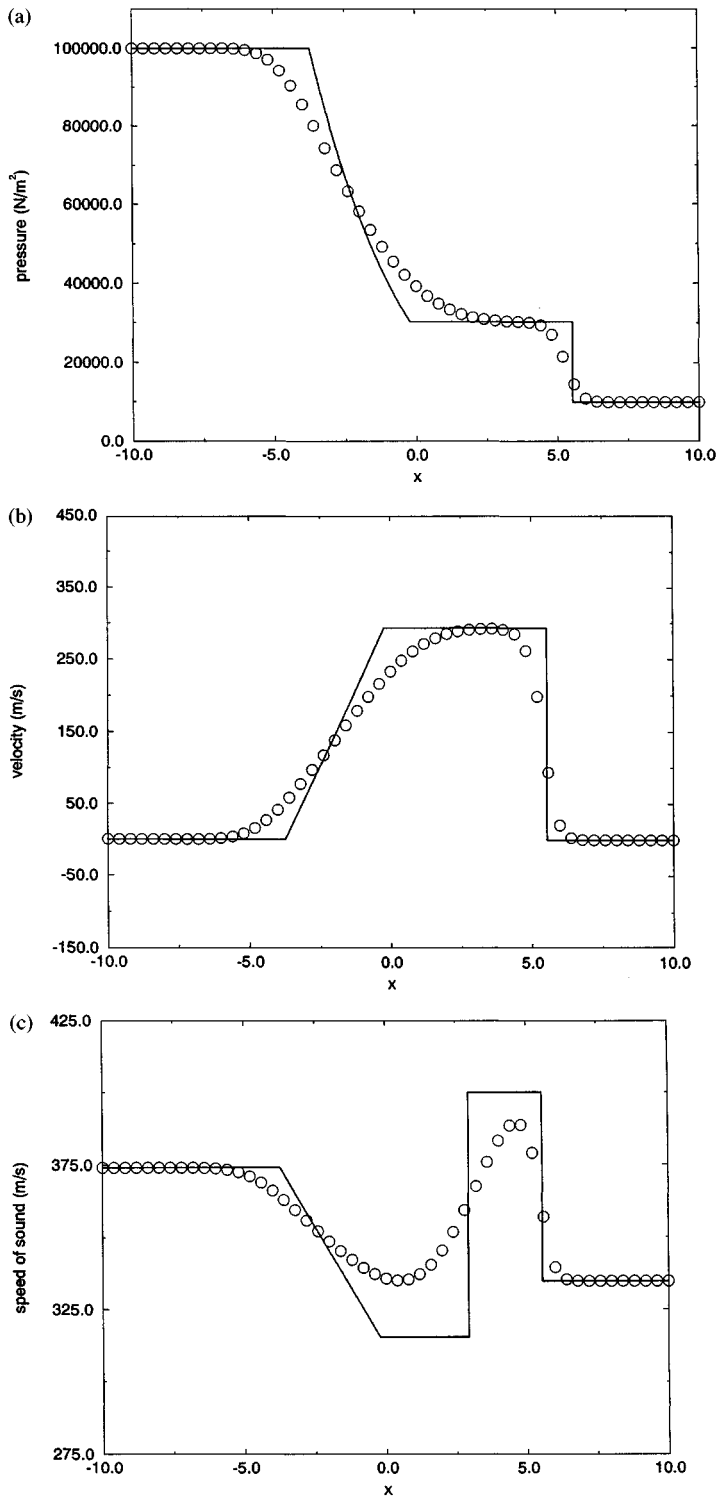 (a)
100000.0
80000.0
60000.0
40000.0
20000.0
0.0
pressure (N/m²)
-10.0 -5.0 0.0 5.0 10.0
x
(b)
450.0
350.0
250.0
150.0
50.0
-50.0
-150.0
velocity (m/s)
-10.0 -5.0 0.0 5.0 10.0
x
(c)
425.0
375.0
325.0
275.0
speed of sound (m/s)
-10.0 -5.0 0.0 5.0 10.0
x